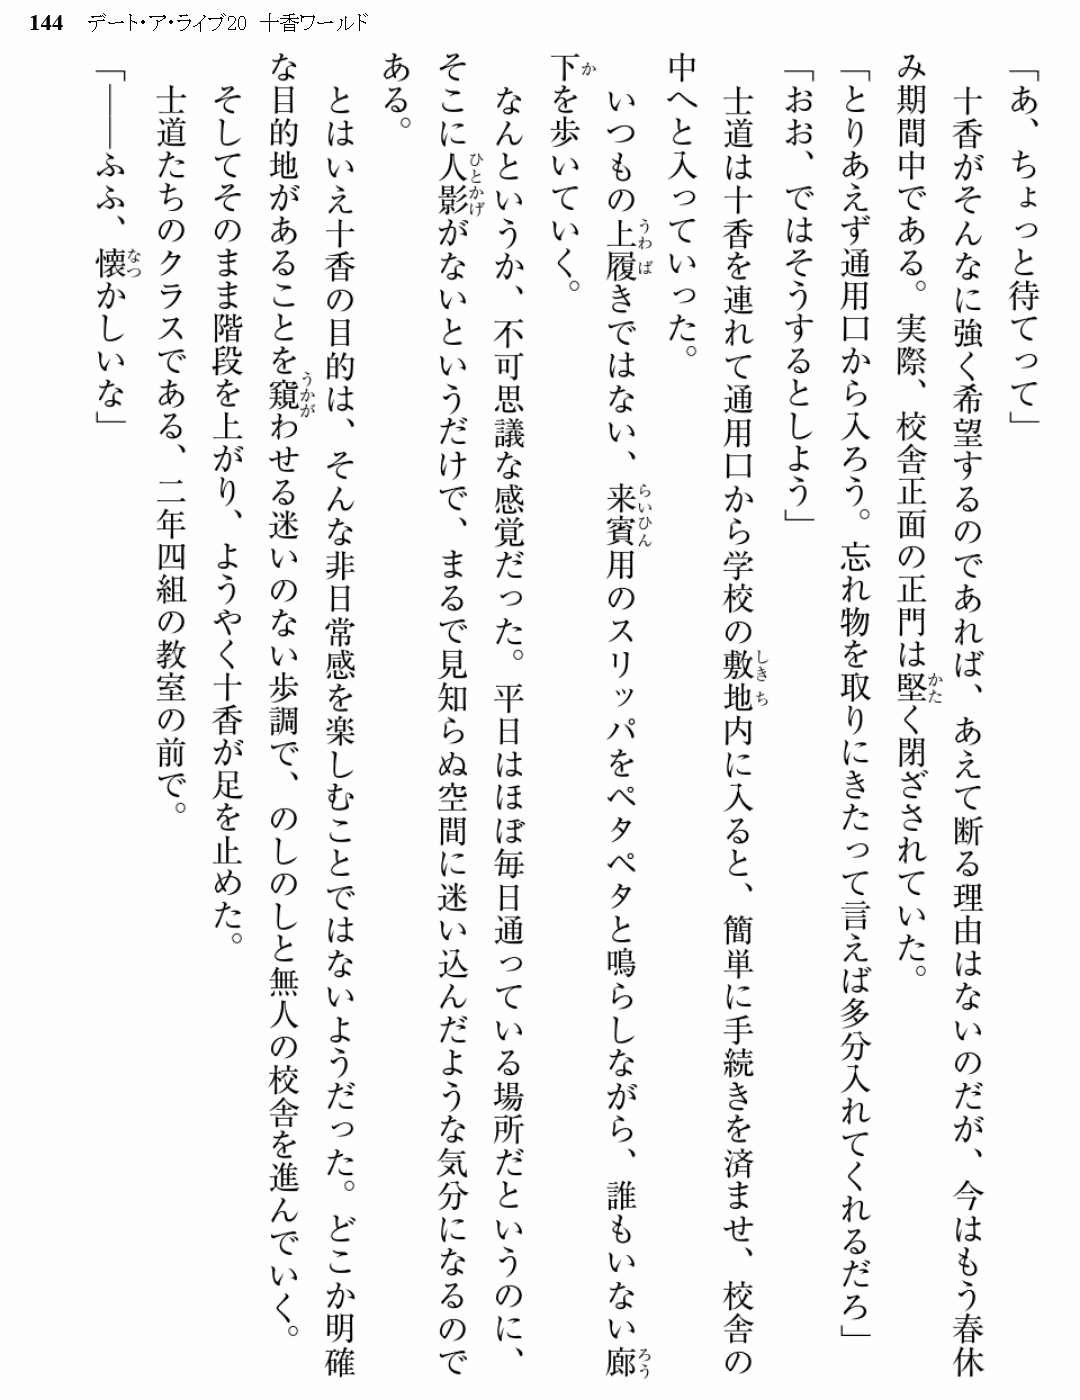 144 デート・ア・ライブ20 十香ワールド
「あ、ちょっと待てって」
十香がそんなに強く希望するのであれば、あえて断る理由はないのだが、今はもう春休
み期間中である。実際、校舎正面の正門は堅く閉ざされていた。
「とりあえず通用口から入ろう。忘れ物を取りにきたって言えば多分入れてくれるだろ」
「おお、ではそうするとしよう」
士道は十香を連れて通用口から学校の敷地内に入ると、簡単に手続きを済ませ、校舎の
中へと入っていった。
いつもの上履きではない、来賓用のスリッパをペタペタと鳴らしながら、誰もいない廊
下を歩いていく。
なんというか、不可思議な感覚だった。平日はほぼ毎日通っている場所だというのに、
そこに人影がないというだけで、まるで見知らぬ空間に迷い込んだような気分になるので
ある。
とはいえ十香の目的は、そんな非日常感を楽しむことではないようだった。どこか明確
な目的地があることを窺わせる迷いのない歩調で、のしのしと無人の校舎を進んでいく。
そしてそのまま階段を上がり、ようやく十香が足を止めた。
士道たちのクラスである、二年四組の教室の前で。
「――ふふ、懐かしいな」